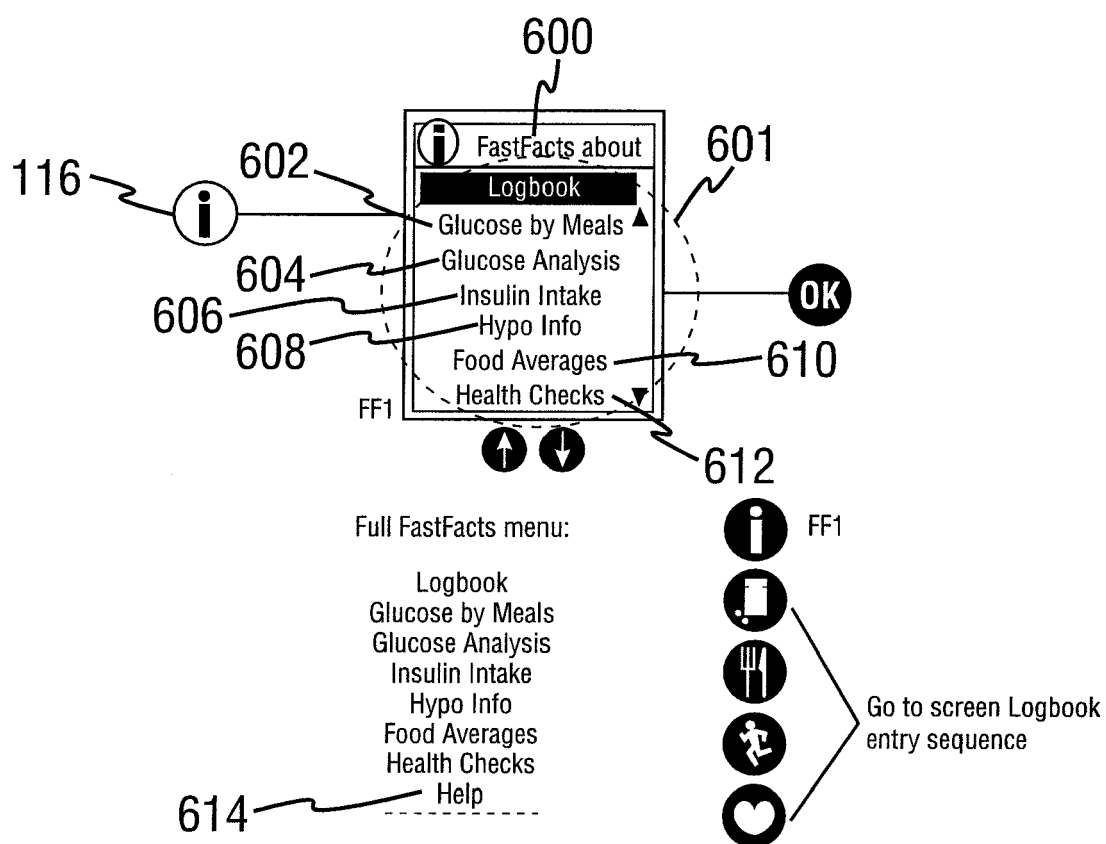 600
FastFacts about
602
601
116
i
Logbook
Glucose by Meals
604
Glucose Analysis
606
Insulin Intake
OK
608
Hypo Info
Food Averages
610
Health Checks
FF1
612
Full FastFacts menu:
i FF1
Logbook
Glucose by Meals
Glucose Analysis
Insulin Intake
Hypo Info
Food Averages
Health Checks
Help
614
Go to screen Logbook
entry sequence